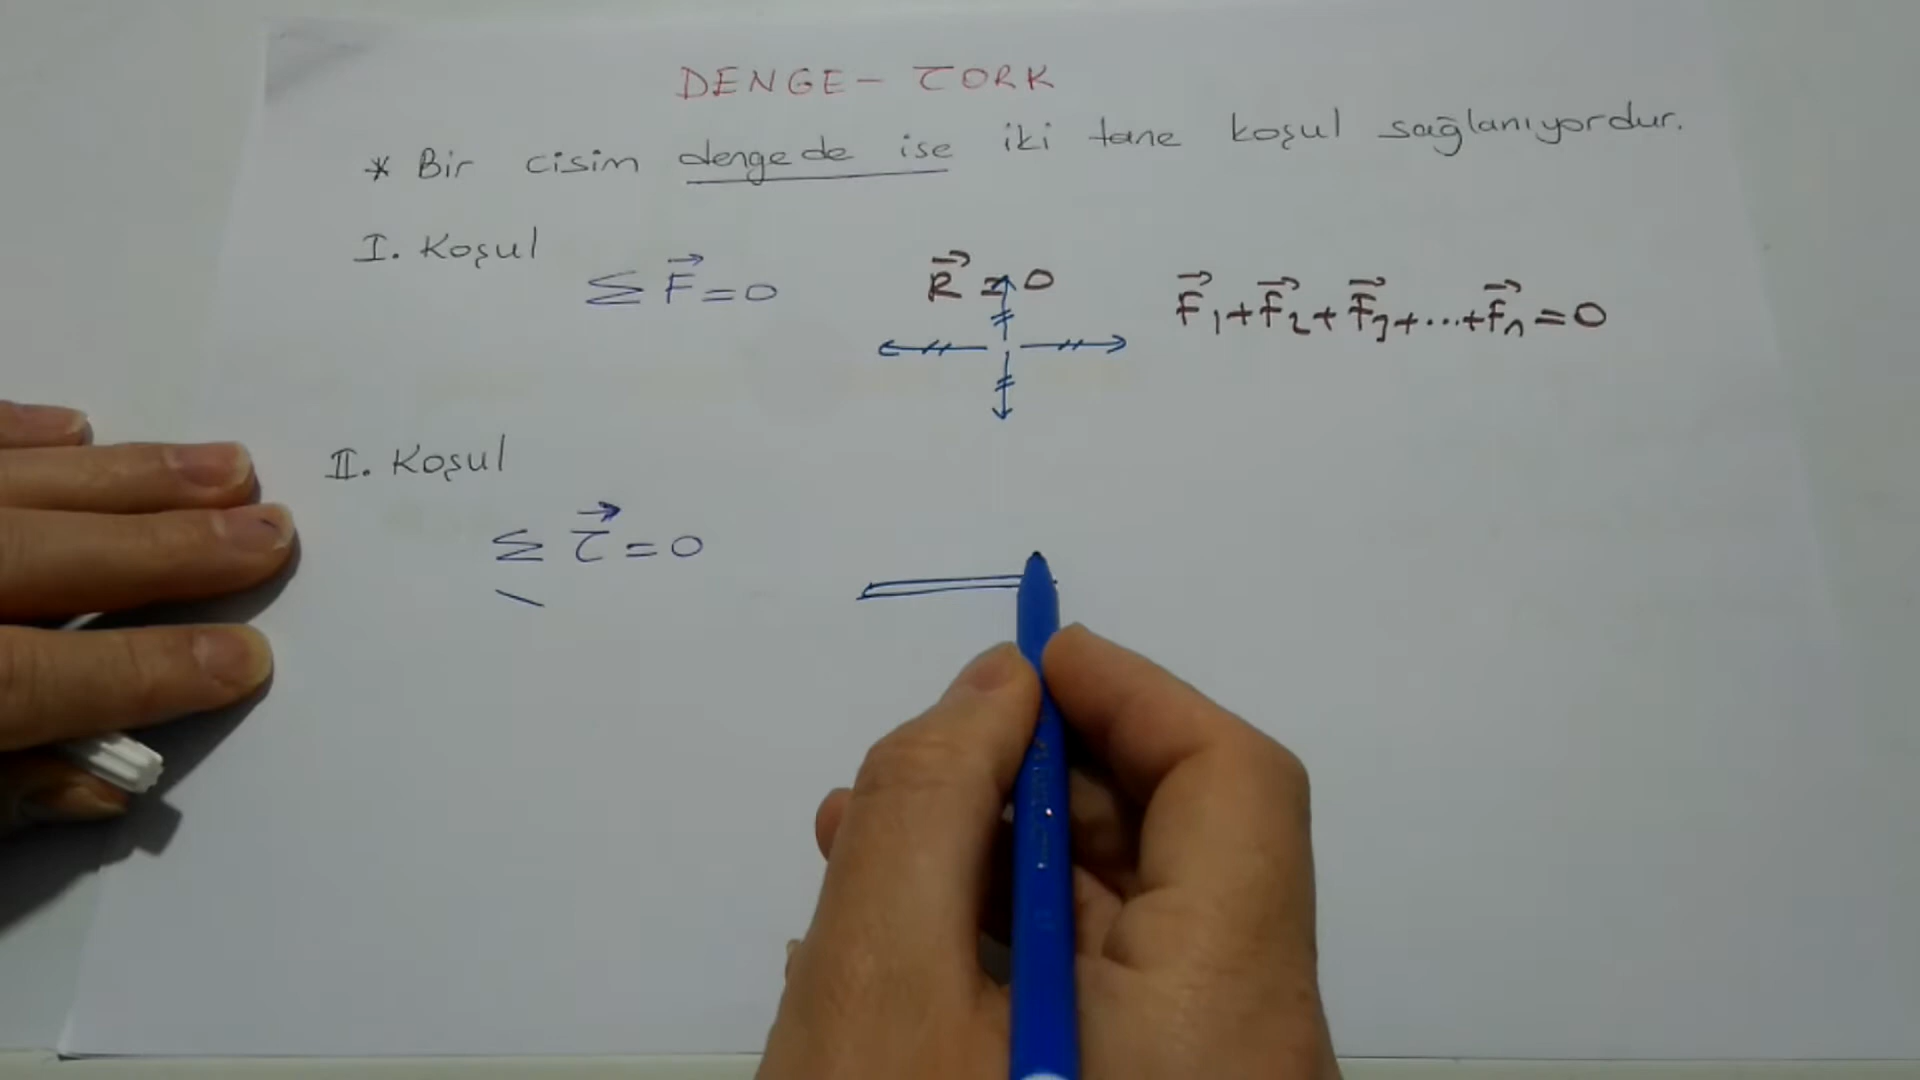 DENGE - TORK
* Bir cisim dengede ise iki tane koşul sağlanıyordur.
I. Koşul
∑ F⃗ = 0 R⃗ = 0 F⃗₁ + F⃗₂ + F⃗₃ + ... + F⃗ₙ = 0
II. Koşul
∑ τ⃗ = 0